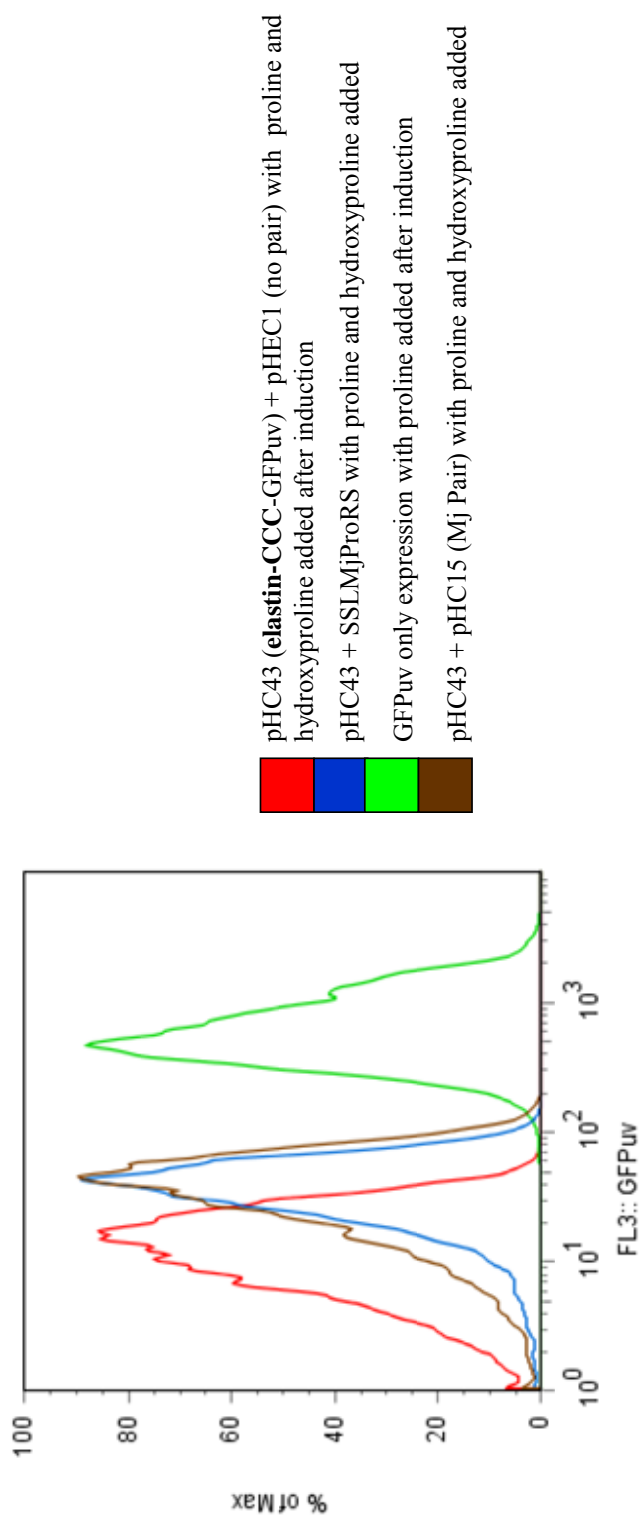 100
80
60
40
20
0
% of Max
10^0
10^1
10^2
10^3
FL3:: GFPuv
pHC43 (elastin-CCC-GFPuv) + pHEC1 (no pair) with proline and
hydroxyproline added after induction
pHC43 + SSLMjProRS with proline and hydroxyproline added
GFPuv only expression with proline added after induction
pHC43 + pHC15 (Mj Pair) with proline and hydroxyproline added